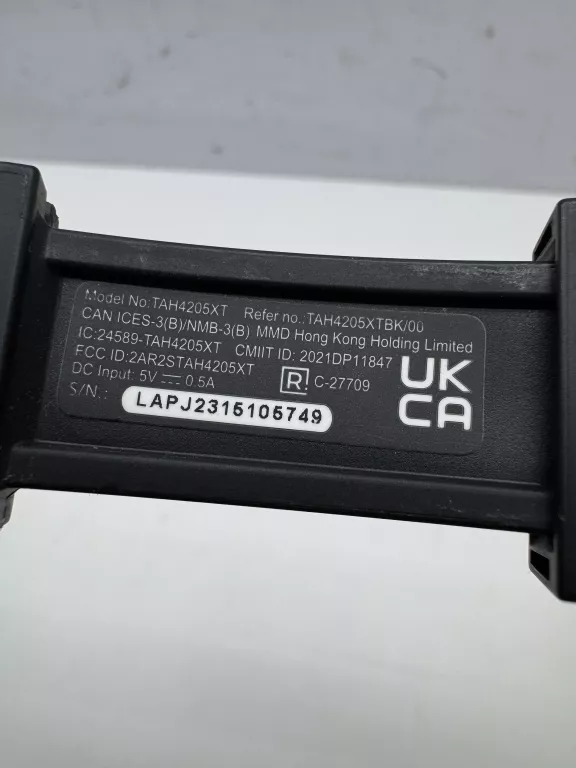 Model No:TAH4205XT Refer no.:TAH4205XTBK/00
CAN ICES-3(B)/NMB-3(B) MMD Hong Kong Holding Limited
IC:24589-TAH4205XT CMIIT ID: 2021DP11847
FCC ID:2AR2STAH4205XT
DC Input: 5V 0.5A
R C-27709
S/N.: LAPJ2315105749
UK
CA